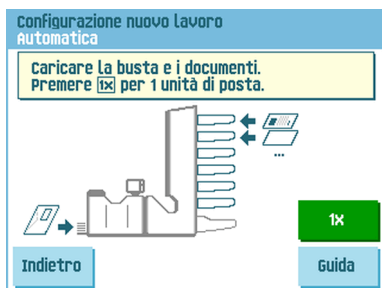 Configurazione nuovo lavoro
Automatica
Caricare la busta e i documenti.
Premere 1x per 1 unità di posta.
...
1x
Indietro
Guida